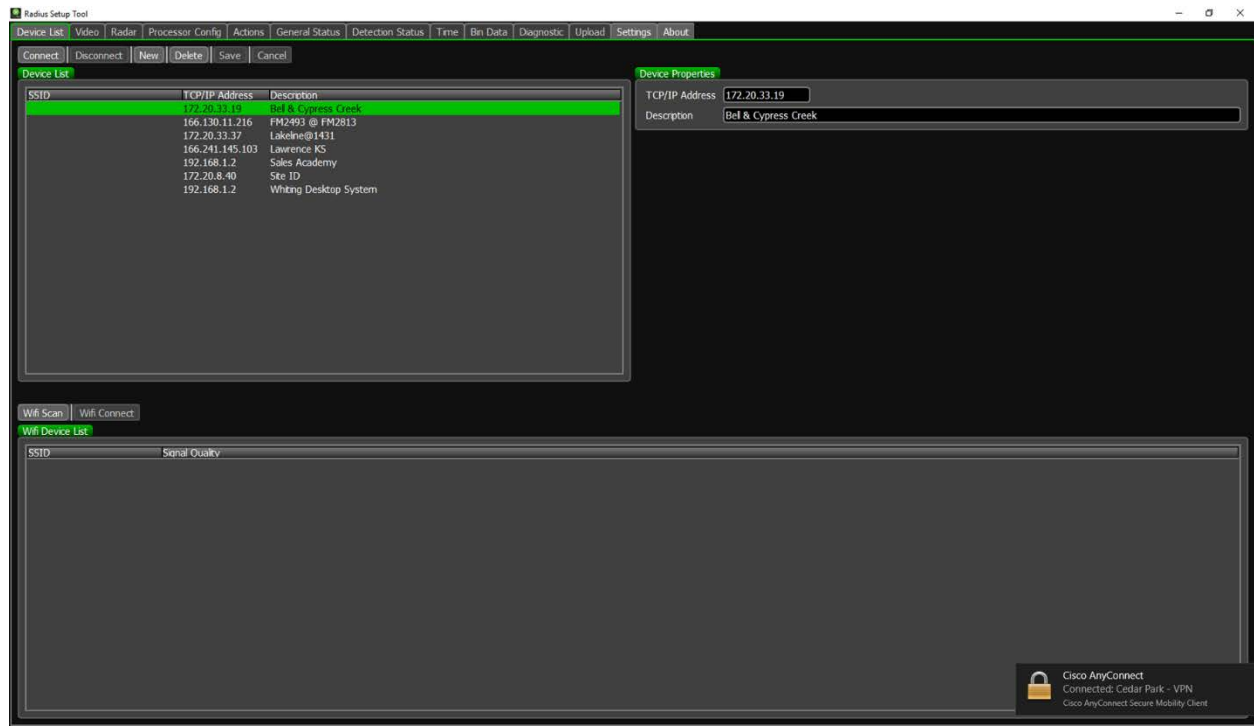 Radius Setup Tool
Device List Video Radar Processor Config Actions General Status Detection Status Time Bin Data Diagnostic Upload Settings About
Connect Disconnect New Delete Save Cancel
Device List
SSID TCP/IP Address Description
172.20.33.19 Bell & Cypress Creek
166.130.11.216 FM2493 @ FM2813
172.20.33.37 Lakeline@1431
166.241.145.103 Lawrence KS
192.168.1.2 Sales Academy
172.20.8.40 Site ID
192.168.1.2 Whiting Desktop System
Device Properties
TCP/IP Address 172.20.33.19
Description Bell & Cypress Creek
Wifi Scan Wifi Connect
Wifi Device List
SSID Signal Quality
Cisco AnyConnect
Connected: Cedar Park - VPN
Cisco AnyConnect Secure Mobility Client